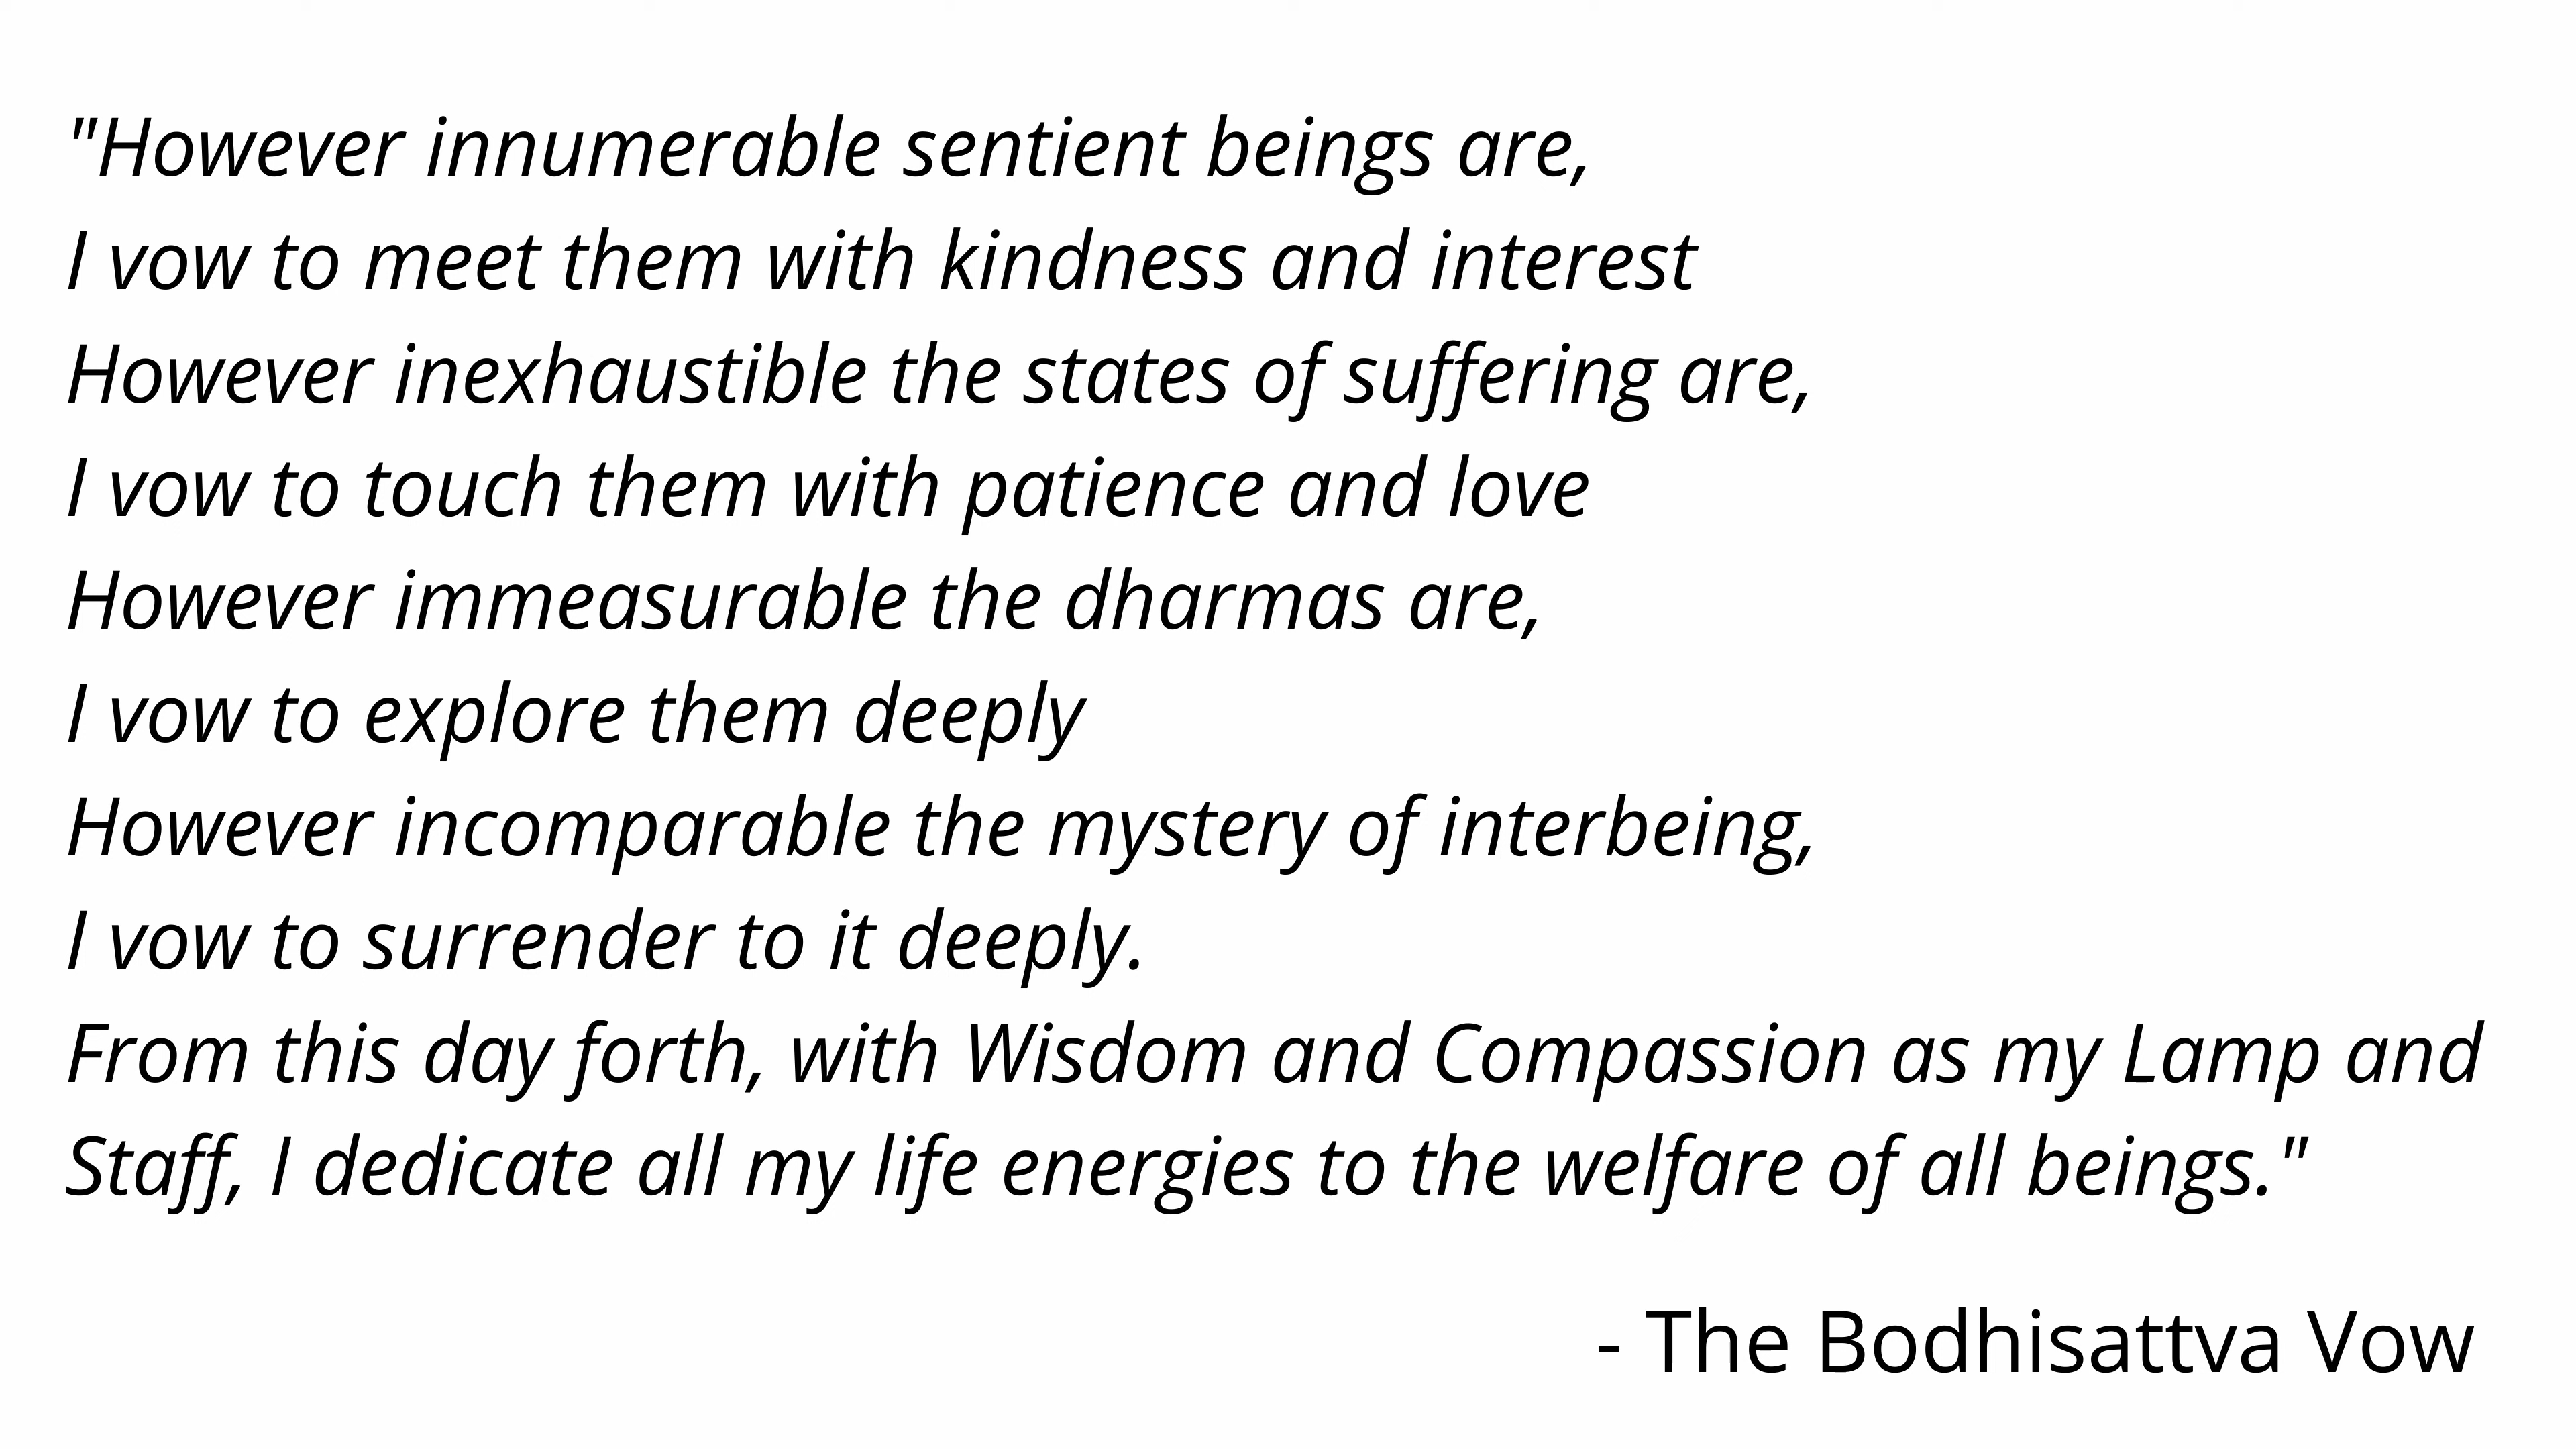 "However innumerable sentient beings are,
I vow to meet them with kindness and interest
However inexhaustible the states of suffering are,
I vow to touch them with patience and love
However immeasurable the dharmas are,
I vow to explore them deeply
However incomparable the mystery of interbeing,
I vow to surrender to it deeply.
From this day forth, with Wisdom and Compassion as my Lamp and
Staff, I dedicate all my life energies to the welfare of all beings."
- The Bodhisattva Vow